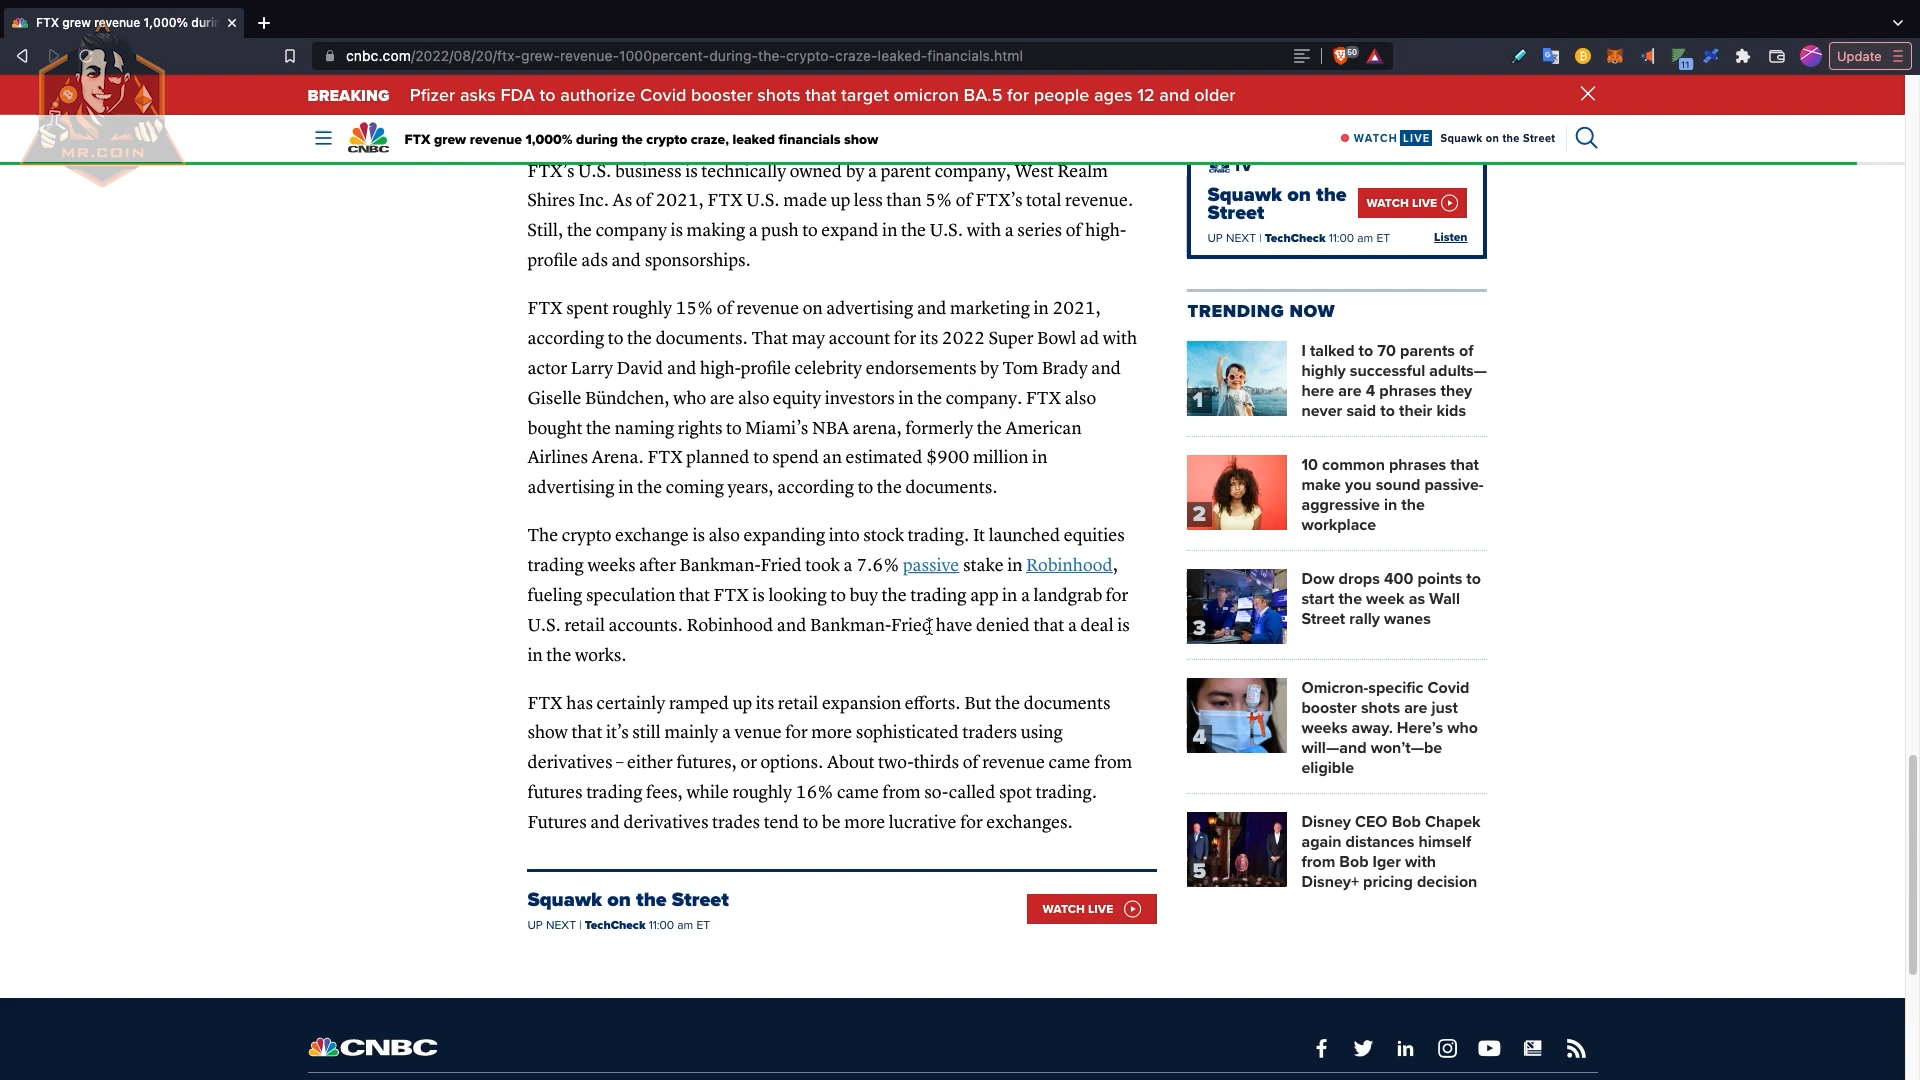 FTX grew revenue 1,000% durin
cnbc.com/2022/08/20/ftx-grew-revenue-1000percent-during-the-crypto-craze-leaked-financials.html
50
11
Update
MR.COIN
BREAKING Pfizer asks FDA to authorize Covid booster shots that target omicron BA.5 for people ages 12 and older
CNBC
FTX grew revenue 1,000% during the crypto craze, leaked financials show
WATCH LIVE Squawk on the Street
FTX’s U.S. business is technically owned by a parent company, West Realm
Shires Inc. As of 2021, FTX U.S. made up less than 5% of FTX’s total revenue.
Still, the company is making a push to expand in the U.S. with a series of high-
profile ads and sponsorships.
FTX spent roughly 15% of revenue on advertising and marketing in 2021,
according to the documents. That may account for its 2022 Super Bowl ad with
actor Larry David and high-profile celebrity endorsements by Tom Brady and
Giselle Bündchen, who are also equity investors in the company. FTX also
bought the naming rights to Miami’s NBA arena, formerly the American
Airlines Arena. FTX planned to spend an estimated $900 million in
advertising in the coming years, according to the documents.
The crypto exchange is also expanding into stock trading. It launched equities
trading weeks after Bankman-Fried took a 7.6% passive stake in Robinhood,
fueling speculation that FTX is looking to buy the trading app in a landgrab for
U.S. retail accounts. Robinhood and Bankman-Fried have denied that a deal is
in the works.
FTX has certainly ramped up its retail expansion efforts. But the documents
show that it’s still mainly a venue for more sophisticated traders using
derivatives – either futures, or options. About two-thirds of revenue came from
futures trading fees, while roughly 16% came from so-called spot trading.
Futures and derivatives trades tend to be more lucrative for exchanges.
Squawk on the Street
UP NEXT | TechCheck 11:00 am ET
WATCH LIVE
CNBC TV
Squawk on the
Street
WATCH LIVE
UP NEXT | TechCheck 11:00 am ET
Listen
TRENDING NOW
1
I talked to 70 parents of
highly successful adults—
here are 4 phrases they
never said to their kids
2
10 common phrases that
make you sound passive-
aggressive in the
workplace
3
Dow drops 400 points to
start the week as Wall
Street rally wanes
4
Omicron-specific Covid
booster shots are just
weeks away. Here’s who
will—and won’t—be
eligible
5
Disney CEO Bob Chapek
again distances himself
from Bob Iger with
Disney+ pricing decision
CNBC